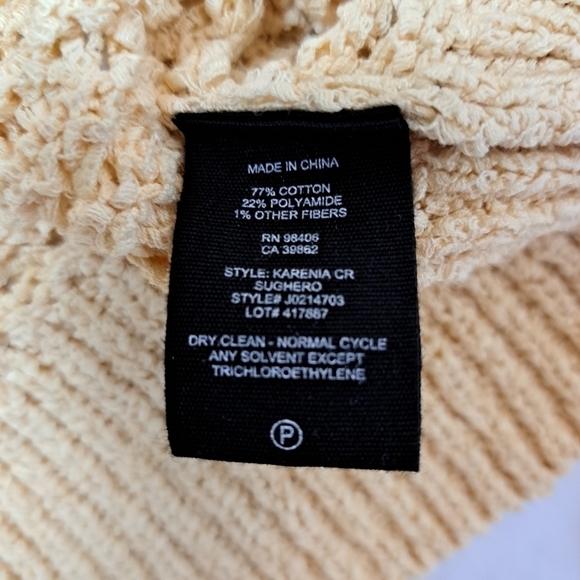 MADE IN CHINA
77% COTTON
22% POLYAMIDE
1% OTHER FIBERS
RN 98406
CA 39862
STYLE: KARENIA CR
SUGHERO
STYLE# J0214703
LOT# 417887
DRY CLEAN - NORMAL CYCLE
ANY SOLVENT EXCEPT
TRICHLOROETHYLENE
P